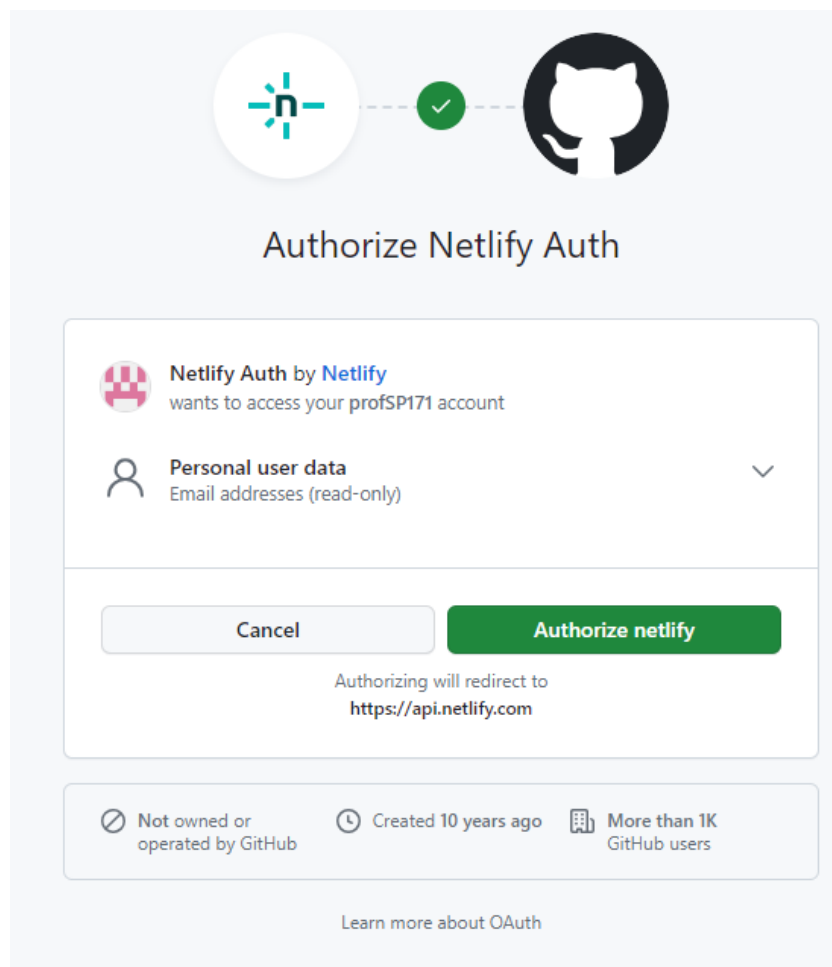 n
Authorize Netlify Auth
Netlify Auth by Netlify
wants to access your profSP171 account
Personal user data
Email addresses (read-only)
Cancel
Authorize netlify
Authorizing will redirect to
https://api.netlify.com
Not owned or
operated by GitHub
Created 10 years ago
More than 1K
GitHub users
Learn more about OAuth